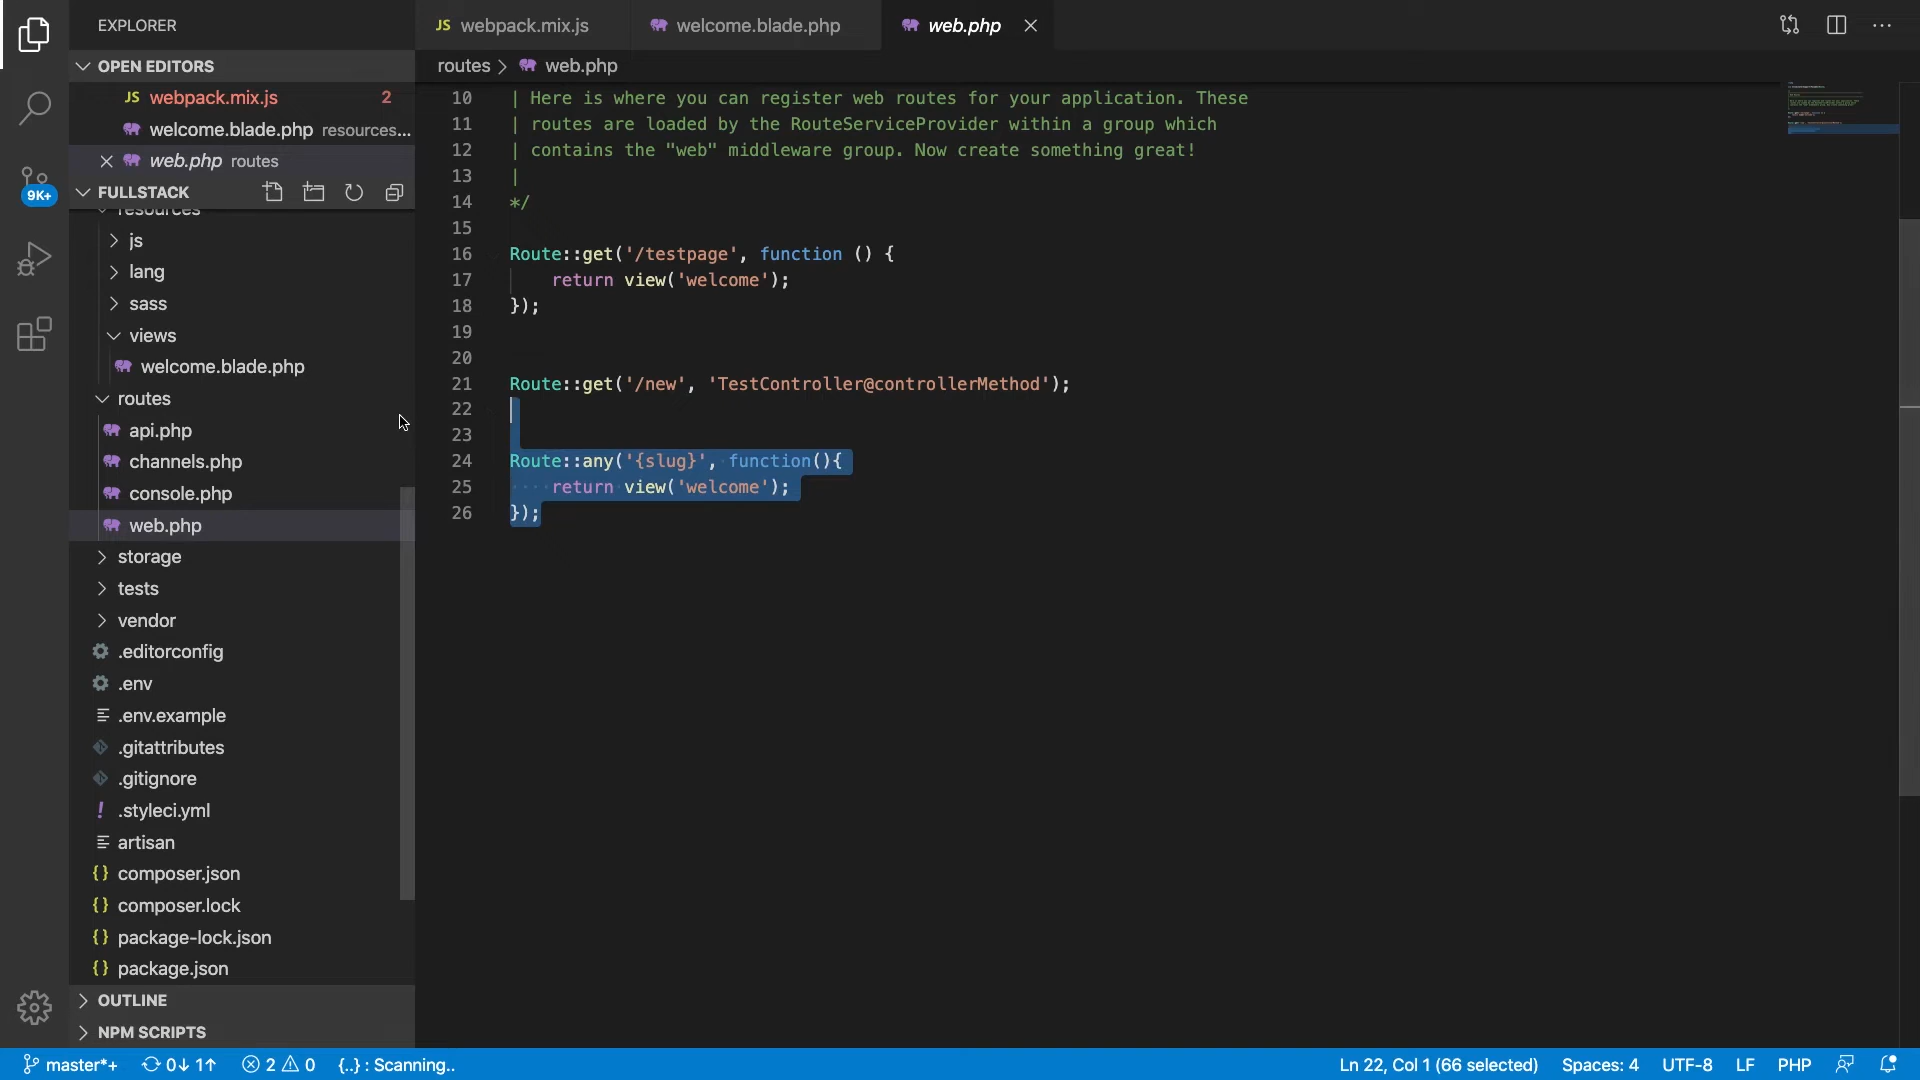 EXPLORER
JS webpack.mix.js
welcome.blade.php
web.php
OPEN EDITORS
JS webpack.mix.js 2
welcome.blade.php resources...
web.php routes
9K+
FULLSTACK
resources
js
lang
sass
views
welcome.blade.php
routes
api.php
channels.php
console.php
web.php
storage
tests
vendor
.editorconfig
.env
.env.example
.gitattributes
.gitignore
! .styleci.yml
artisan
{} composer.json
{} composer.lock
{} package-lock.json
{} package.json
OUTLINE
NPM SCRIPTS
routes > web.php
10 | Here is where you can register web routes for your application. These
11 | routes are loaded by the RouteServiceProvider within a group which
12 | contains the "web" middleware group. Now create something great!
13 |
14 */
15
16 Route::get('/testpage', function () {
17 return view('welcome');
18 });
19
20
21 Route::get('/new', 'TestController@controllerMethod');
22
23
24 Route::any('{slug}', function(){
25 return view('welcome');
26 });
master*+ 0↓ 1↑ 2 0 {..} : Scanning..
Ln 22, Col 1 (66 selected) Spaces: 4 UTF-8 LF PHP